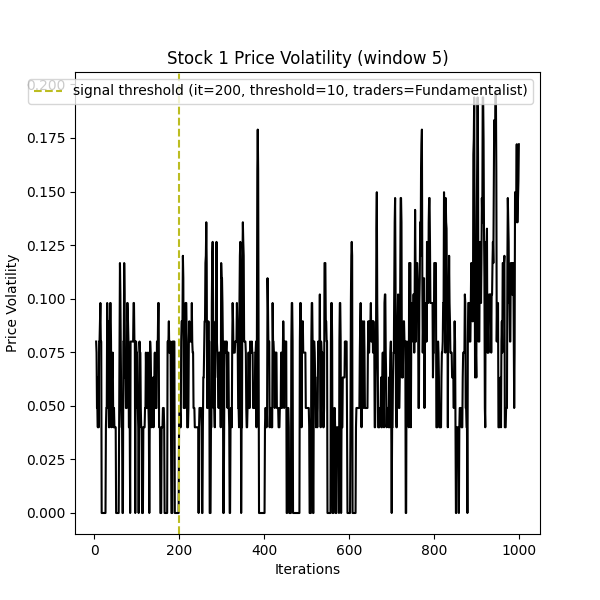 Stock 1 Price Volatility (window 5)
signal threshold (it=200, threshold=10, traders=Fundamentalist)
0.200
0.175
0.150
0.125
0.100
0.075
0.050
0.025
0.000
Price Volatility
0 200 400 600 800 1000
Iterations